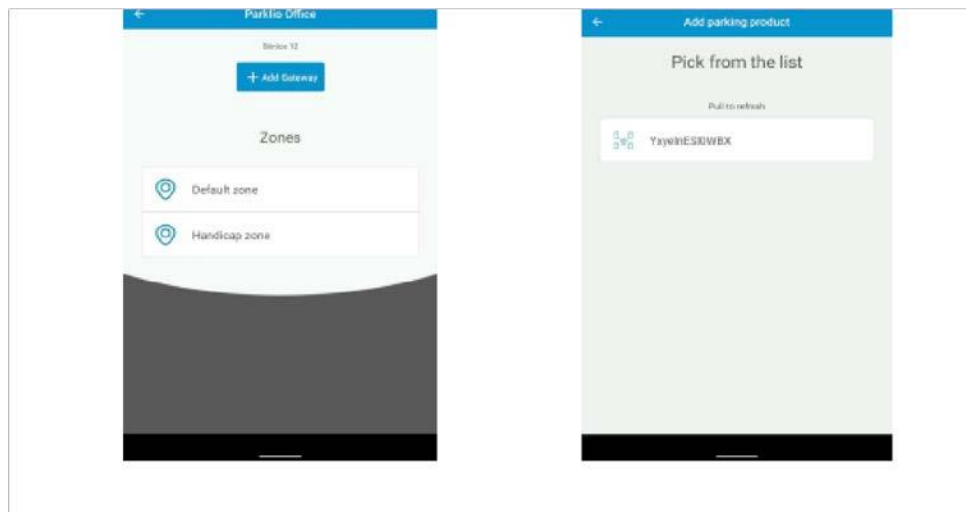 Parklio Office
12
+ Add Gateway
Zones
Default zone
Handicap zone
Add parking product
Pick from the list
Pull to refresh